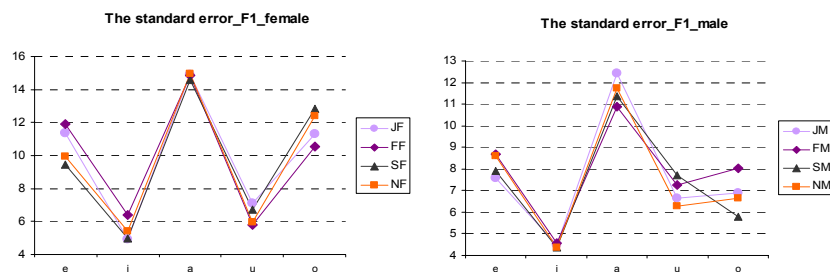 The standard error_F1_female
16
14
12
10
8
6
4
e i a u o
JF
FF
SF
NF
The standard error_F1_male
13
12
11
10
9
8
7
6
5
4
e i a u o
JM
FM
SM
NM